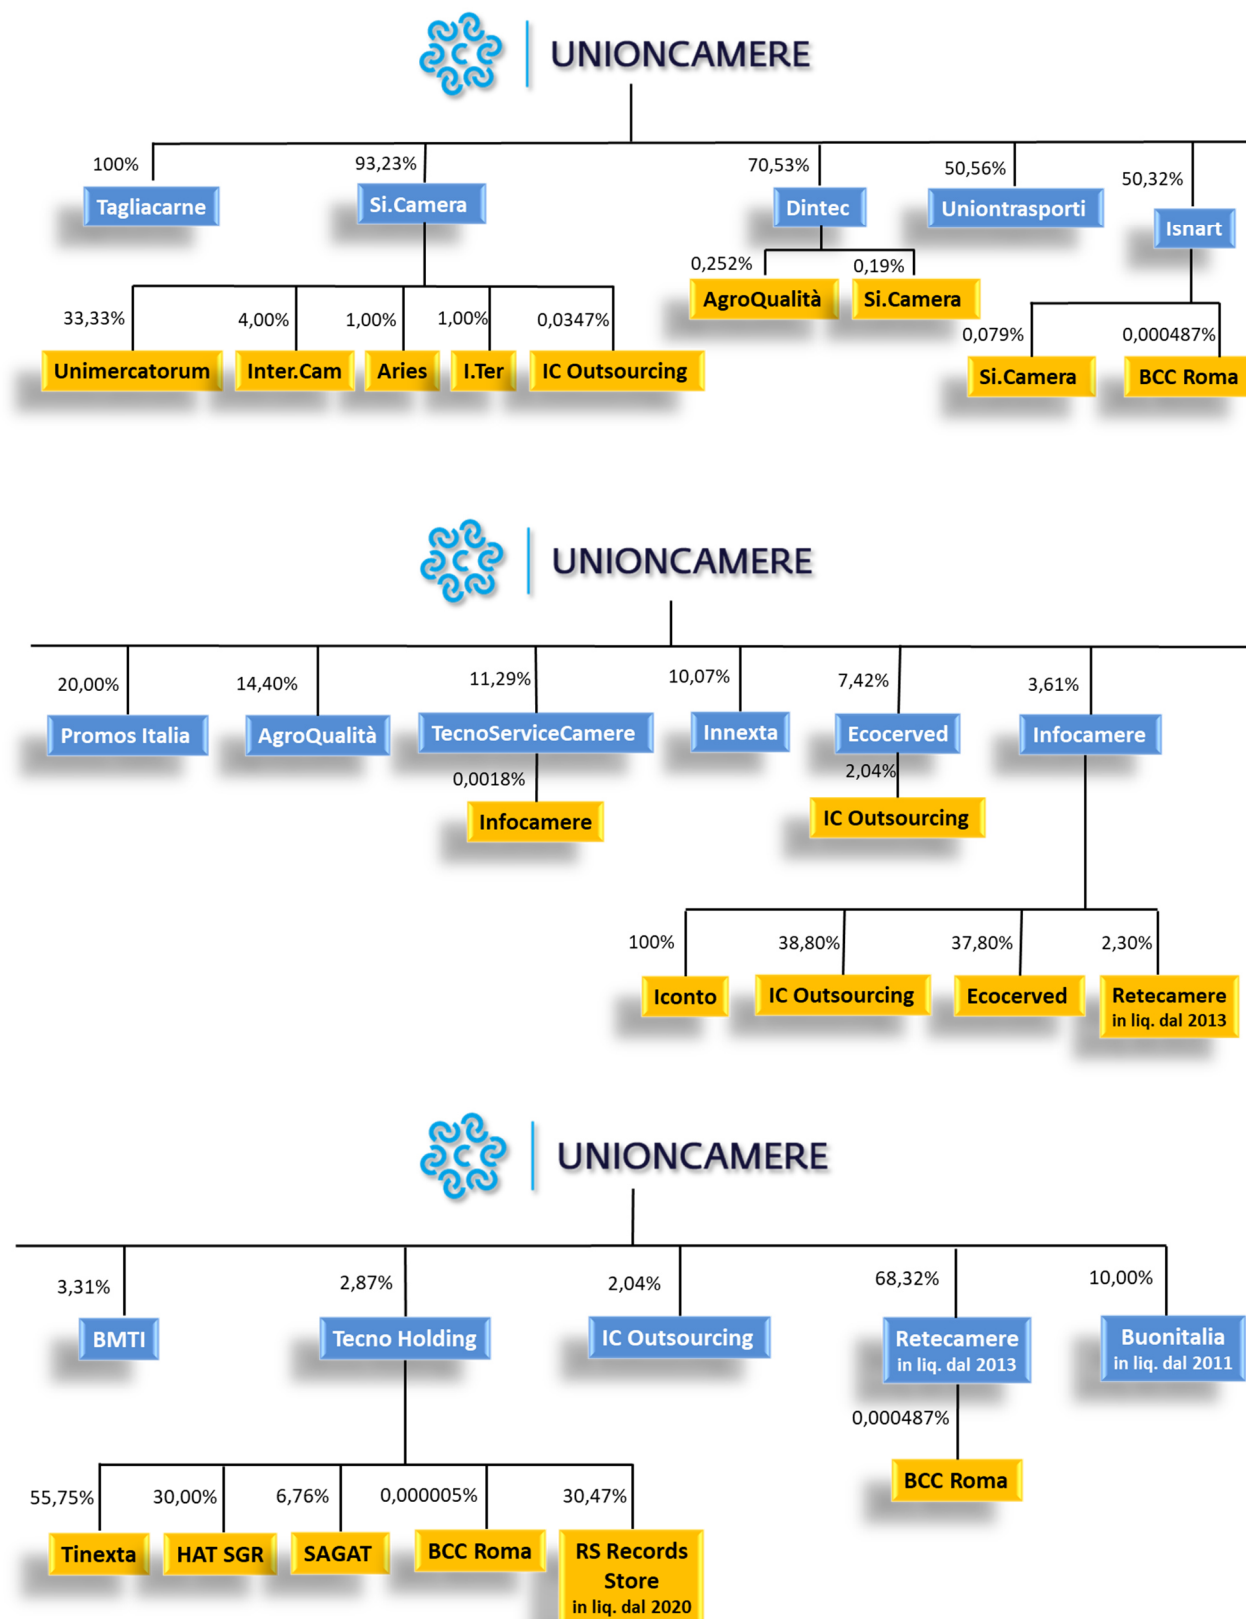 UNIONCAMERE
100%
93,23%
70,53%
50,56%
50,32%
Tagliacarne
Si.Camera
Dintec
Uniontrasporti
Isnart
0,252%
0,19%
AgroQualità
Si.Camera
33,33%
4,00%
1,00%
1,00%
0,0347%
0,079%
0,000487%
Unimercatorum
Inter.Cam
Aries
I.Ter
IC Outsourcing
Si.Camera
BCC Roma
UNIONCAMERE
20,00%
14,40%
11,29%
10,07%
7,42%
3,61%
Promos Italia
AgroQualità
TecnoServiceCamere
Innexta
Ecocerved
Infocamere
0,0018%
2,04%
Infocamere
IC Outsourcing
100%
38,80%
37,80%
2,30%
Iconto
IC Outsourcing
Ecocerved
Retecamere
in liq. dal 2013
UNIONCAMERE
3,31%
2,87%
2,04%
68,32%
10,00%
BMTI
Tecno Holding
IC Outsourcing
Retecamere
in liq. dal 2013
Buonitalia
in liq. dal 2011
0,000487%
BCC Roma
55,75%
30,00%
6,76%
0,000005%
30,47%
Tinexta
HAT SGR
SAGAT
BCC Roma
RS Records
Store
in liq. dal 2020